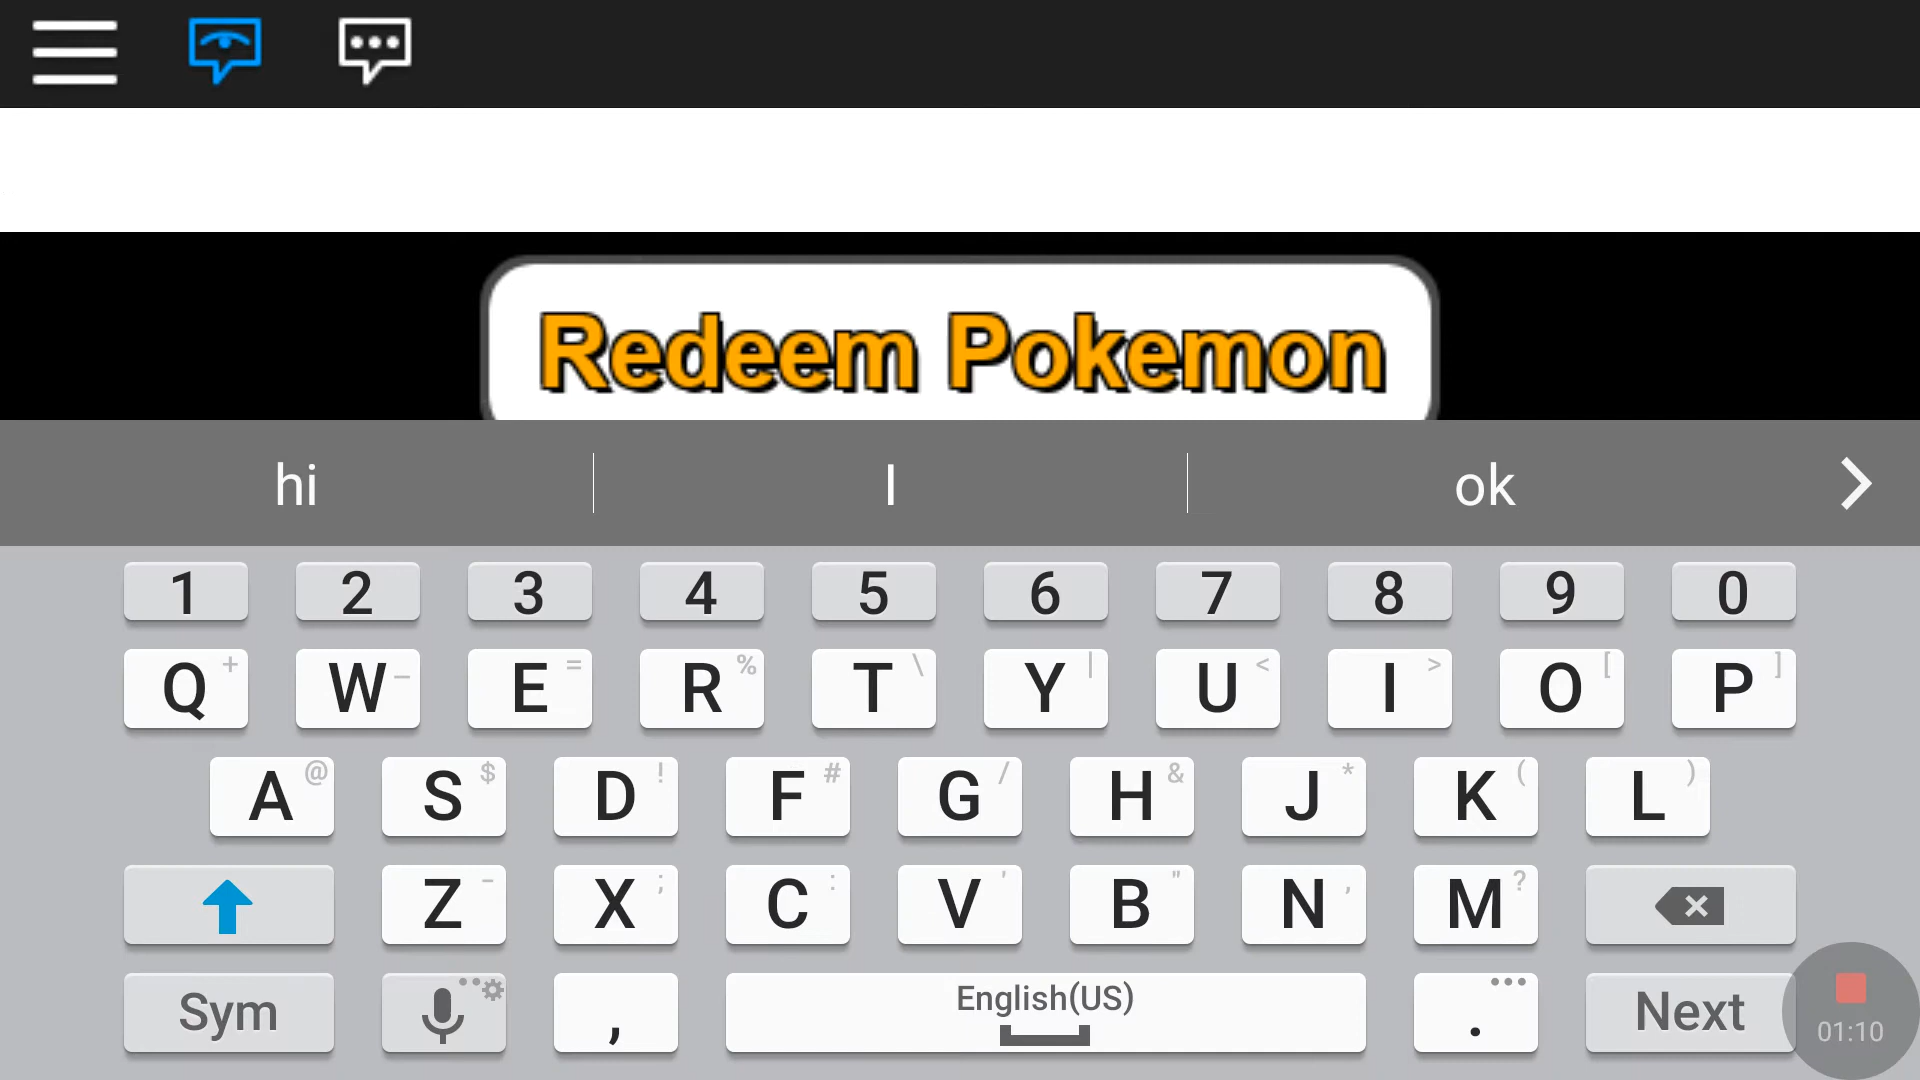 Redeem Pokemon
hi I ok
1 2 3 4 5 6 7 8 9 0
Q + W – E = R % T \ Y | U < I > O [ P ]
A @ S $ D ! F # G / H & J * K ( L )
Z - X ; C : V ' B " N , M ?
Sym , English(US) . Next
01:10